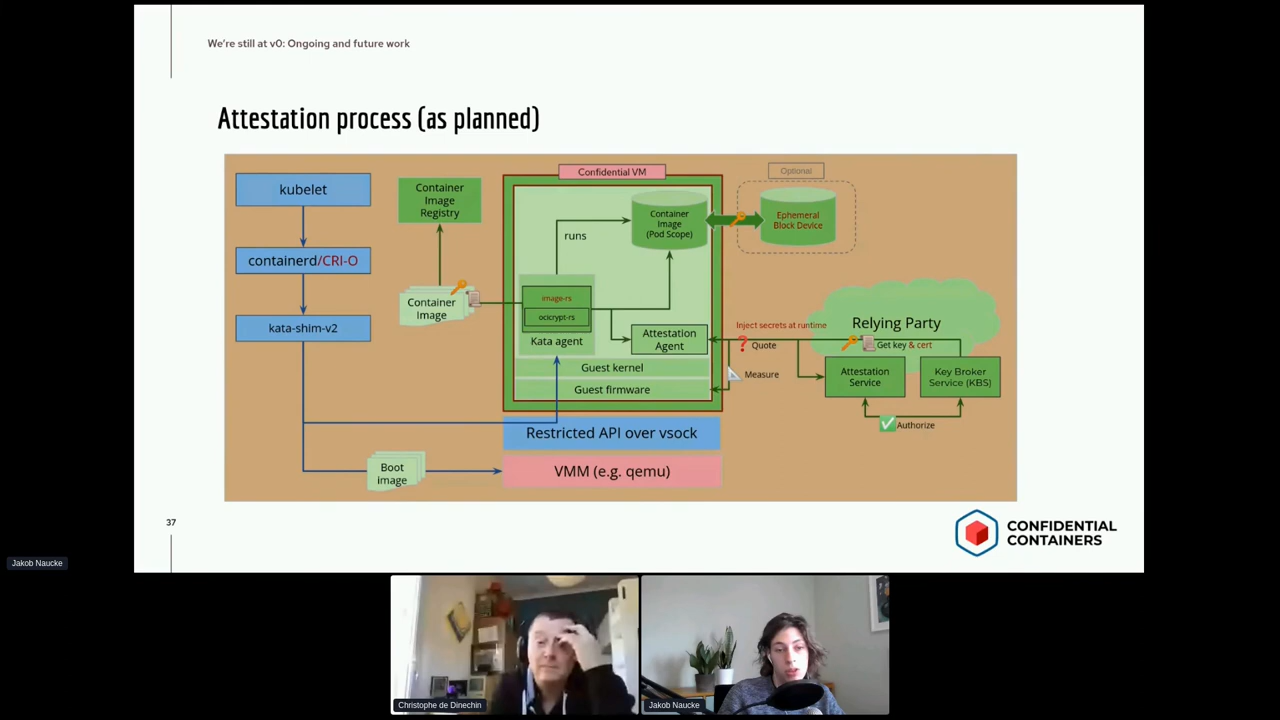 We're still at v0: Ongoing and future work
Attestation process (as planned)
kubelet
containerd/CRI-O
kata-shim-v2
Container
Image
Registry
Container
Image
Boot
image
Confidential VM
runs
Container
Image
(Pod Scope)
image-rs
ocicrypt-rs
Kata agent
Attestation
Agent
Guest kernel
Guest firmware
Restricted API over vsock
VMM (e.g. qemu)
Optional
Ephemeral
Block Device
Inject secrets at runtime
Quote
Measure
Relying Party
Get key & cert
Attestation
Service
Key Broker
Service (KBS)
Authorize
37
CONFIDENTIAL
CONTAINERS
Jakob Naucke
Christophe de Dinechin
Jakob Naucke